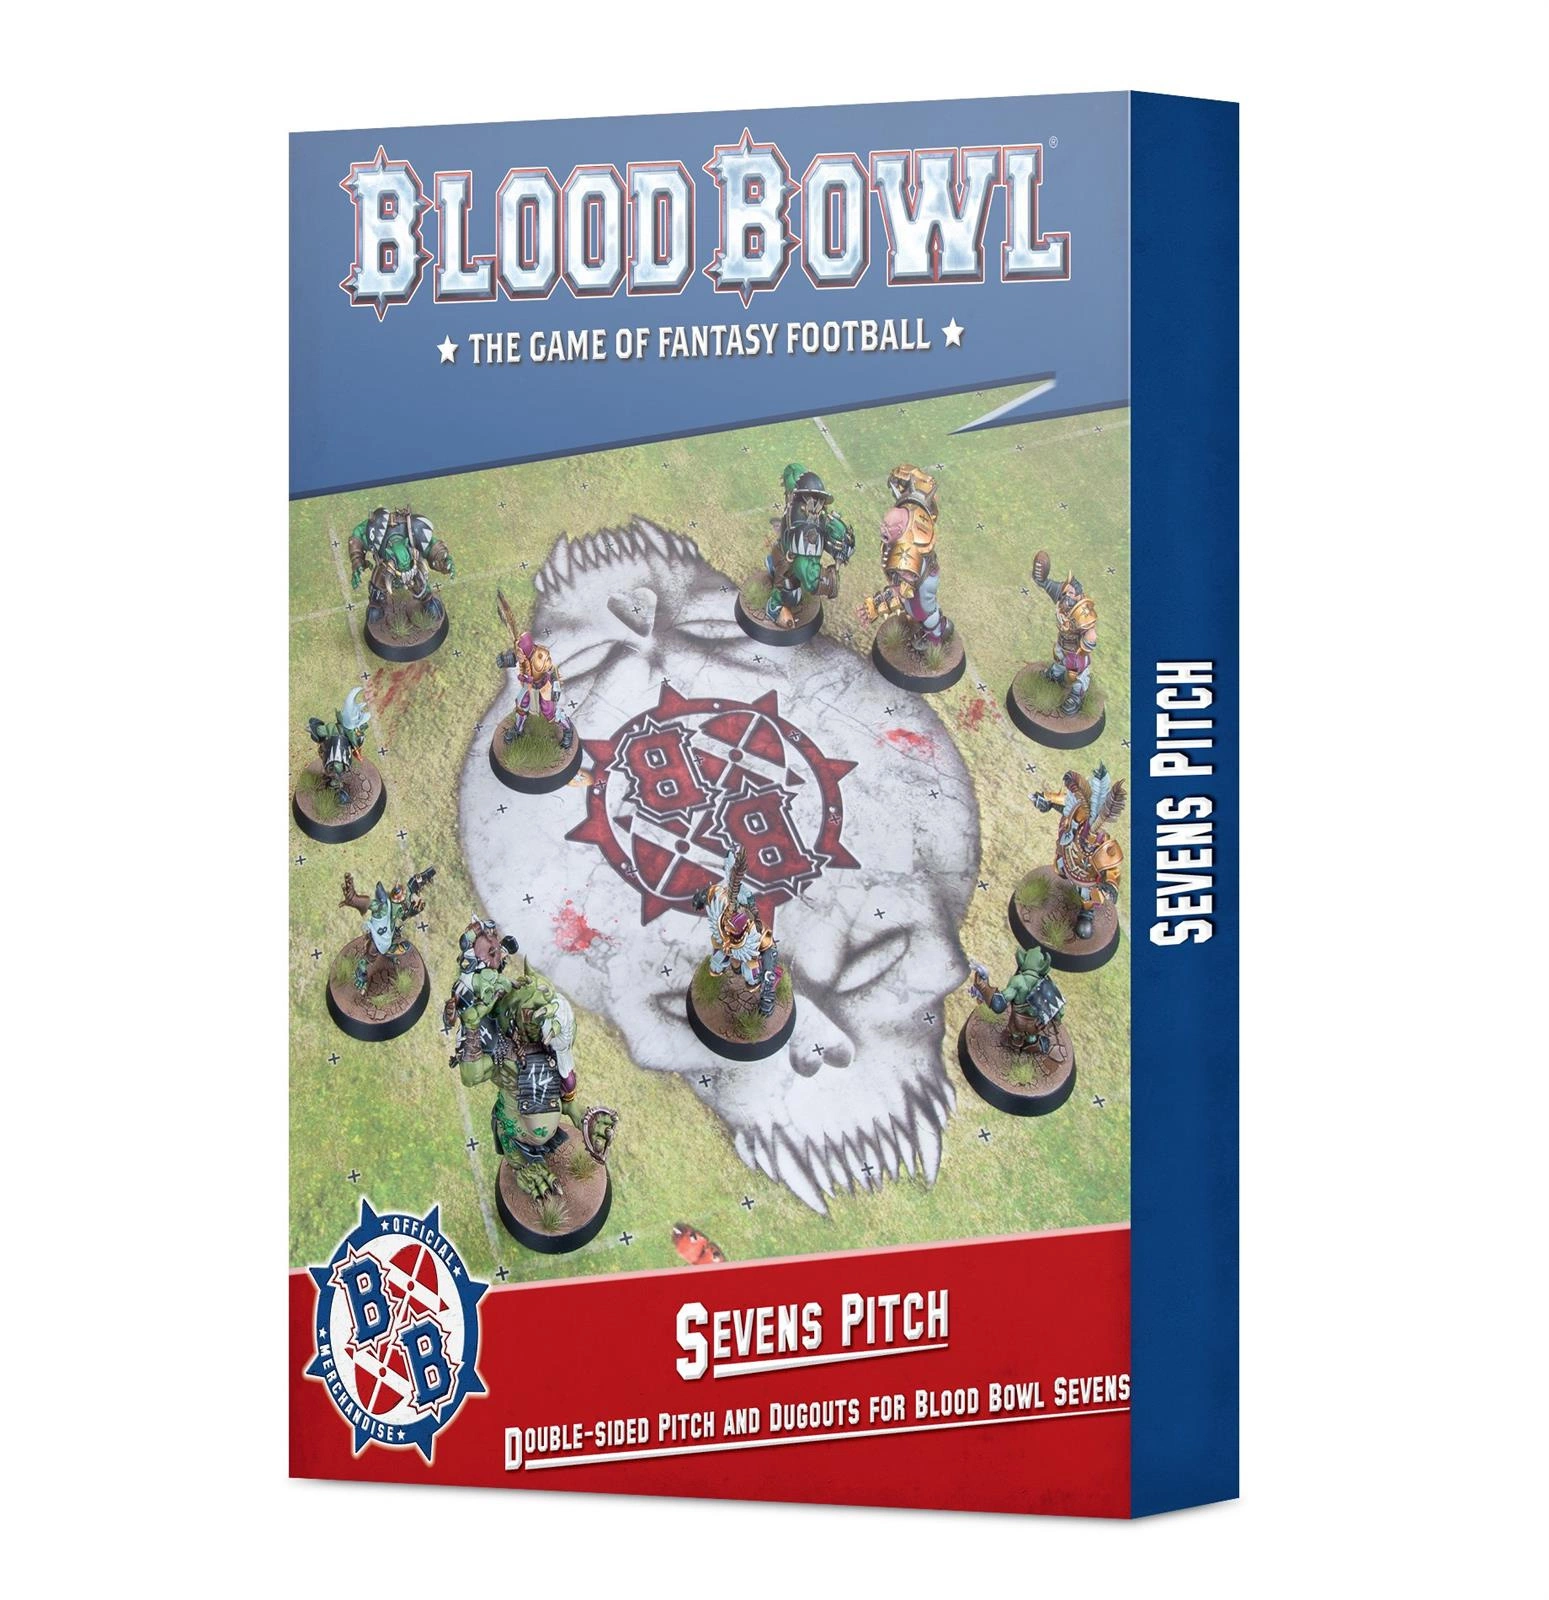 BLOOD BOWL®
THE GAME OF FANTASY FOOTBALL
B B
14
OFFICIAL
BB
MERCHANDISE
SEVENS PITCH
DOUBLE-SIDED PITCH AND DUGOUTS FOR BLOOD BOWL SEVENS
SEVENS PITCH